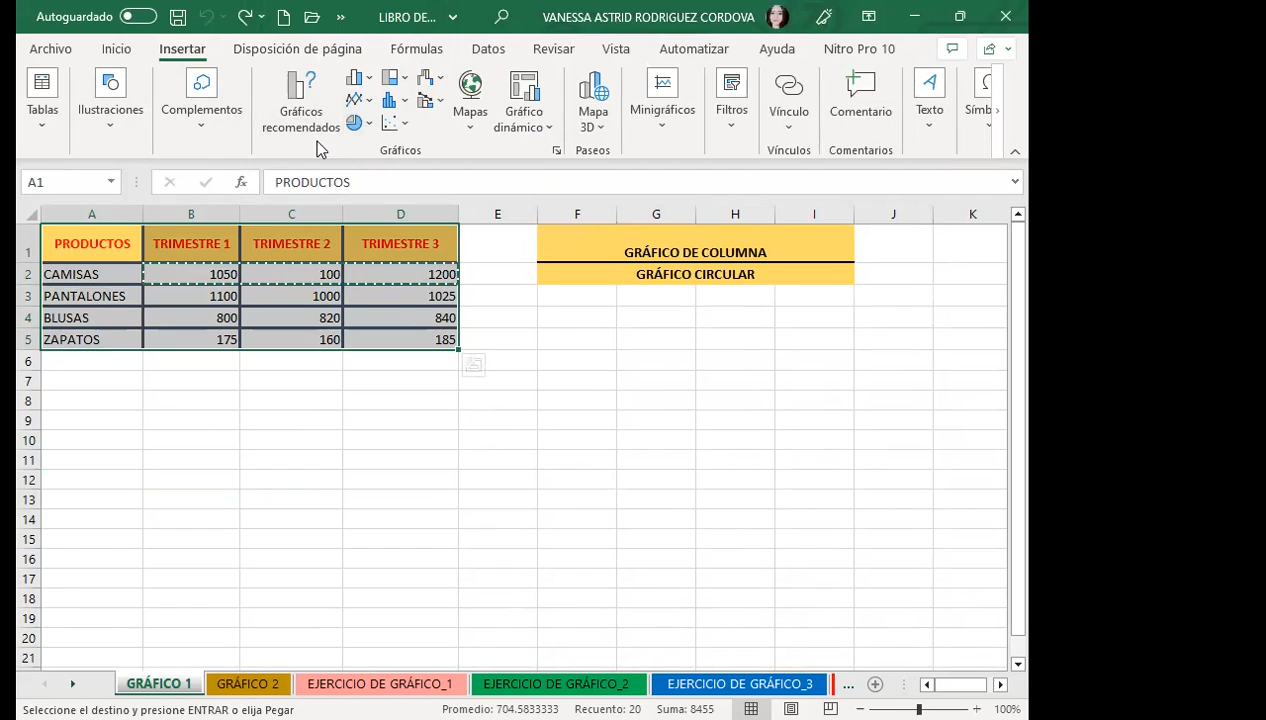 Autoguardado LIBRO DE... VANESSA ASTRID RODRIGUEZ CORDOVA
Archivo Inicio Insertar Disposición de página Fórmulas Datos Revisar Vista Automatizar Ayuda Nitro Pro 10
Tablas
Ilustraciones
Complementos
Gráficos
recomendados
Mapas
Gráfico
dinámico
Mapa
3D
Minigráficos
Filtros
Vínculo
Comentario
Texto
Símb
Gráficos Paseos Vínculos Comentarios
A1 fx PRODUCTOS
A B C D E F G H I J K
1 PRODUCTOS TRIMESTRE 1 TRIMESTRE 2 TRIMESTRE 3 GRÁFICO DE COLUMNA
2 CAMISAS 1050 100 1200 GRÁFICO CIRCULAR
3 PANTALONES 1100 1000 1025
4 BLUSAS 800 820 840
5 ZAPATOS 175 160 185
6
7
8
9
10
11
12
13
14
15
16
17
18
19
20
21
GRÁFICO 1 GRÁFICO 2 EJERCICIO DE GRÁFICO_1 EJERCICIO DE GRÁFICO_2 EJERCICIO DE GRÁFICO_3 ...
Seleccione el destino y presione ENTRAR o elija Pegar Promedio: 704.5833333 Recuento: 20 Suma: 8455 100%